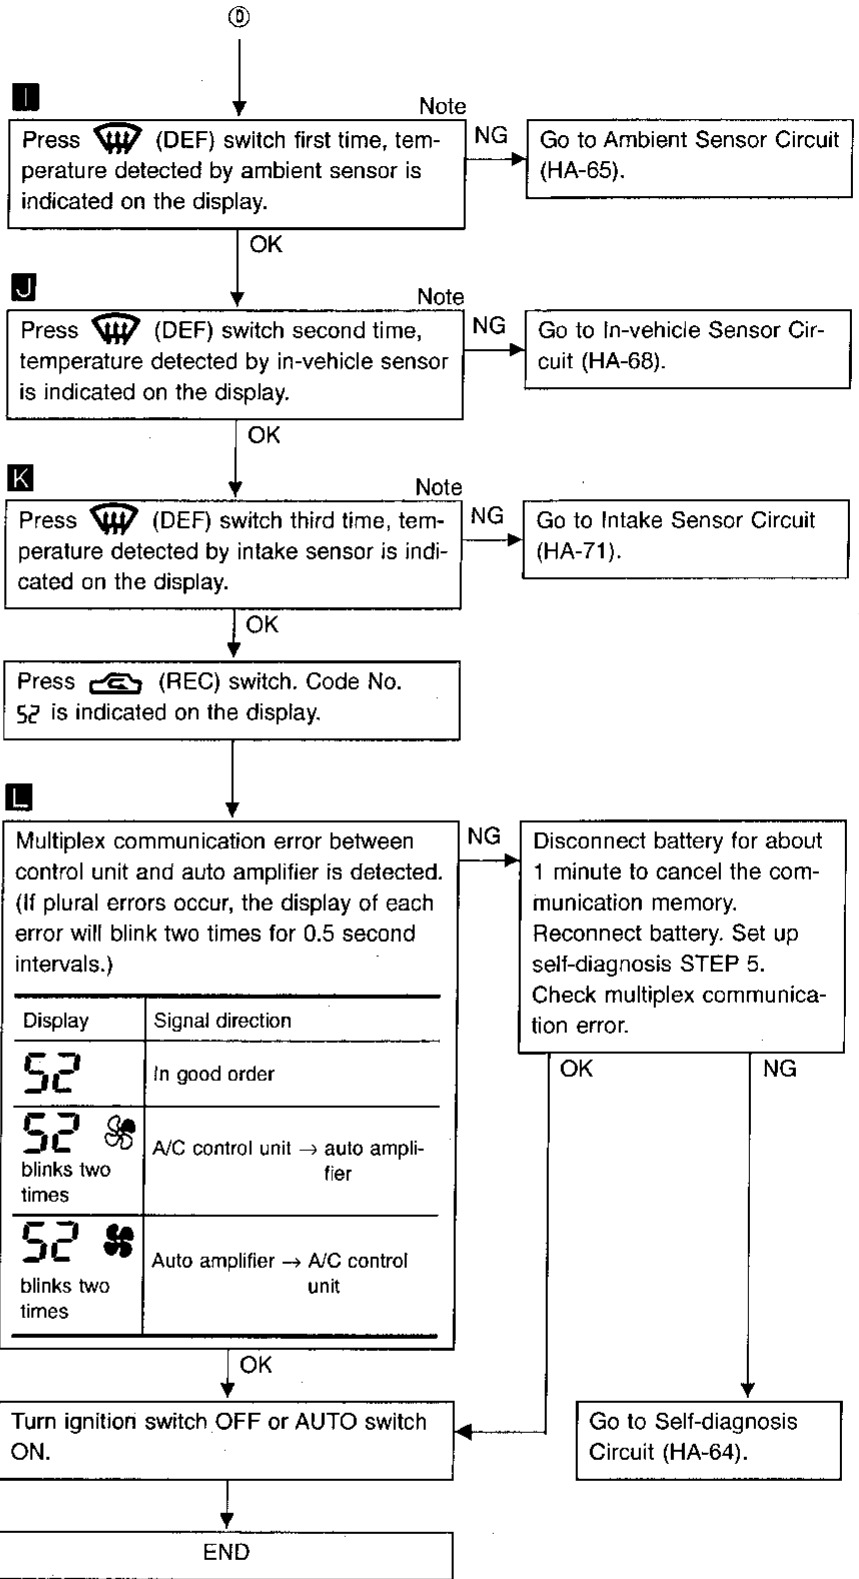 D
I
Note
Press (DEF) switch first time, tem-
perature detected by ambient sensor is
indicated on the display.
NG
Go to Ambient Sensor Circuit
(HA-65).
OK
J
Note
Press (DEF) switch second time,
temperature detected by in-vehicle sensor
is indicated on the display.
NG
Go to In-vehicle Sensor Cir-
cuit (HA-68).
OK
K
Note
Press (DEF) switch third time, tem-
perature detected by intake sensor is indi-
cated on the display.
NG
Go to Intake Sensor Circuit
(HA-71).
OK
Press (REC) switch. Code No.
52 is indicated on the display.
L
Multiplex communication error between
control unit and auto amplifier is detected.
(If plural errors occur, the display of each
error will blink two times for 0.5 second
intervals.)
Display Signal direction
52 In good order
52
blinks two
times
A/C control unit → auto ampli-
fier
52
blinks two
times
Auto amplifier → A/C control
unit
NG
Disconnect battery for about
1 minute to cancel the com-
munication memory.
Reconnect battery. Set up
self-diagnosis STEP 5.
Check multiplex communica-
tion error.
OK
NG
OK
Turn ignition switch OFF or AUTO switch
ON.
Go to Self-diagnosis
Circuit (HA-64).
END